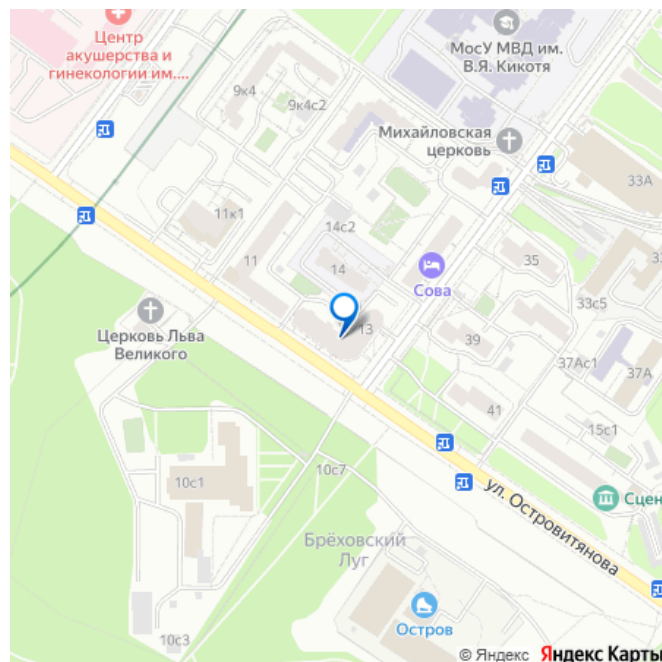 Центр
акушерства и
гинекологии им....
МосУ МВД им.
В.Я. Кикотя
9к4
9к4с2
Михайловская
церковь
33А
11к1
14с2
11
14
35
Сова
33с5
Церковь Льва
Великого
13
39
37Ас1
37А
41
15с1
10с7
10с1
ул. Островитянова
Сцен
Брёховский
Луг
Остров
10с3
© Яндекс Яндекс Карты